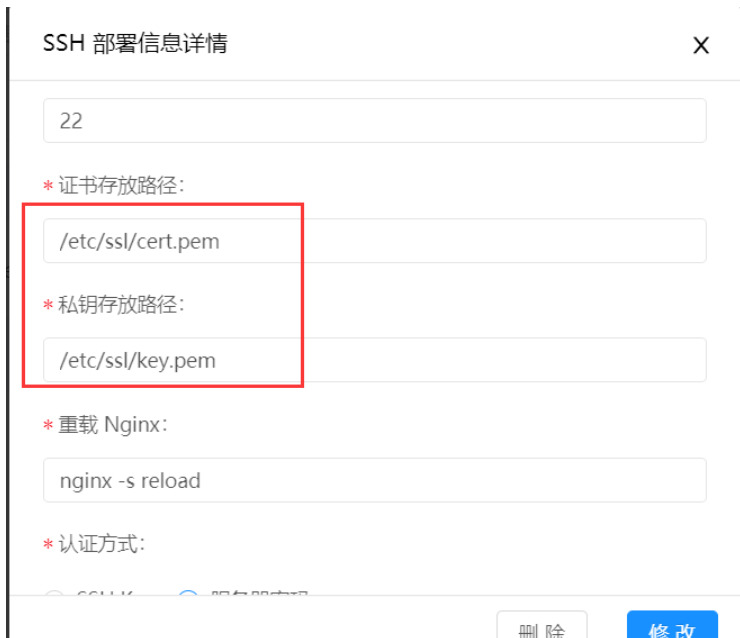 SSH 部署信息详情
X
22
* 证书存放路径:
/etc/ssl/cert.pem
* 私钥存放路径:
/etc/ssl/key.pem
* 重载 Nginx:
nginx -s reload
* 认证方式:
删 除
修 改